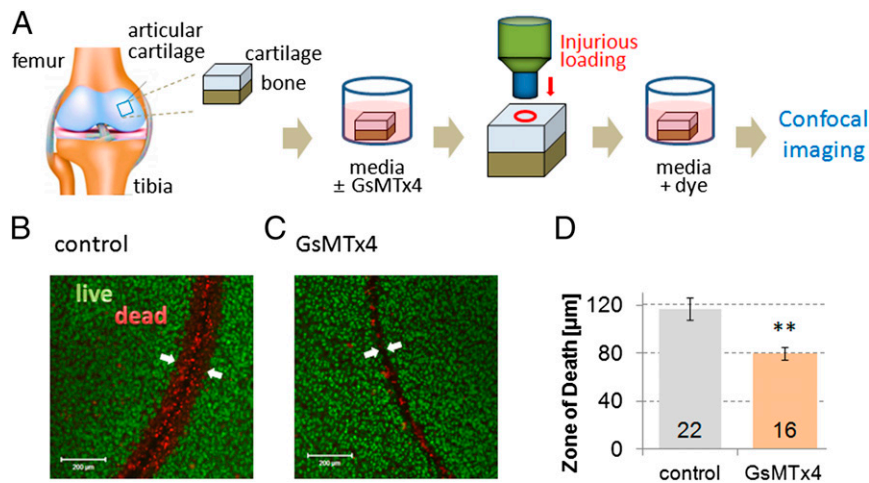 A
femur
articular
cartilage
cartilage
bone
tibia
media
± GsMTx4
Injurious
loading
media
+ dye
Confocal
imaging
B control
live
dead
200 µm
C GsMTx4
200 µm
D
Zone of Death [µm]
120
80
40
0
**
22
16
control
GsMTx4